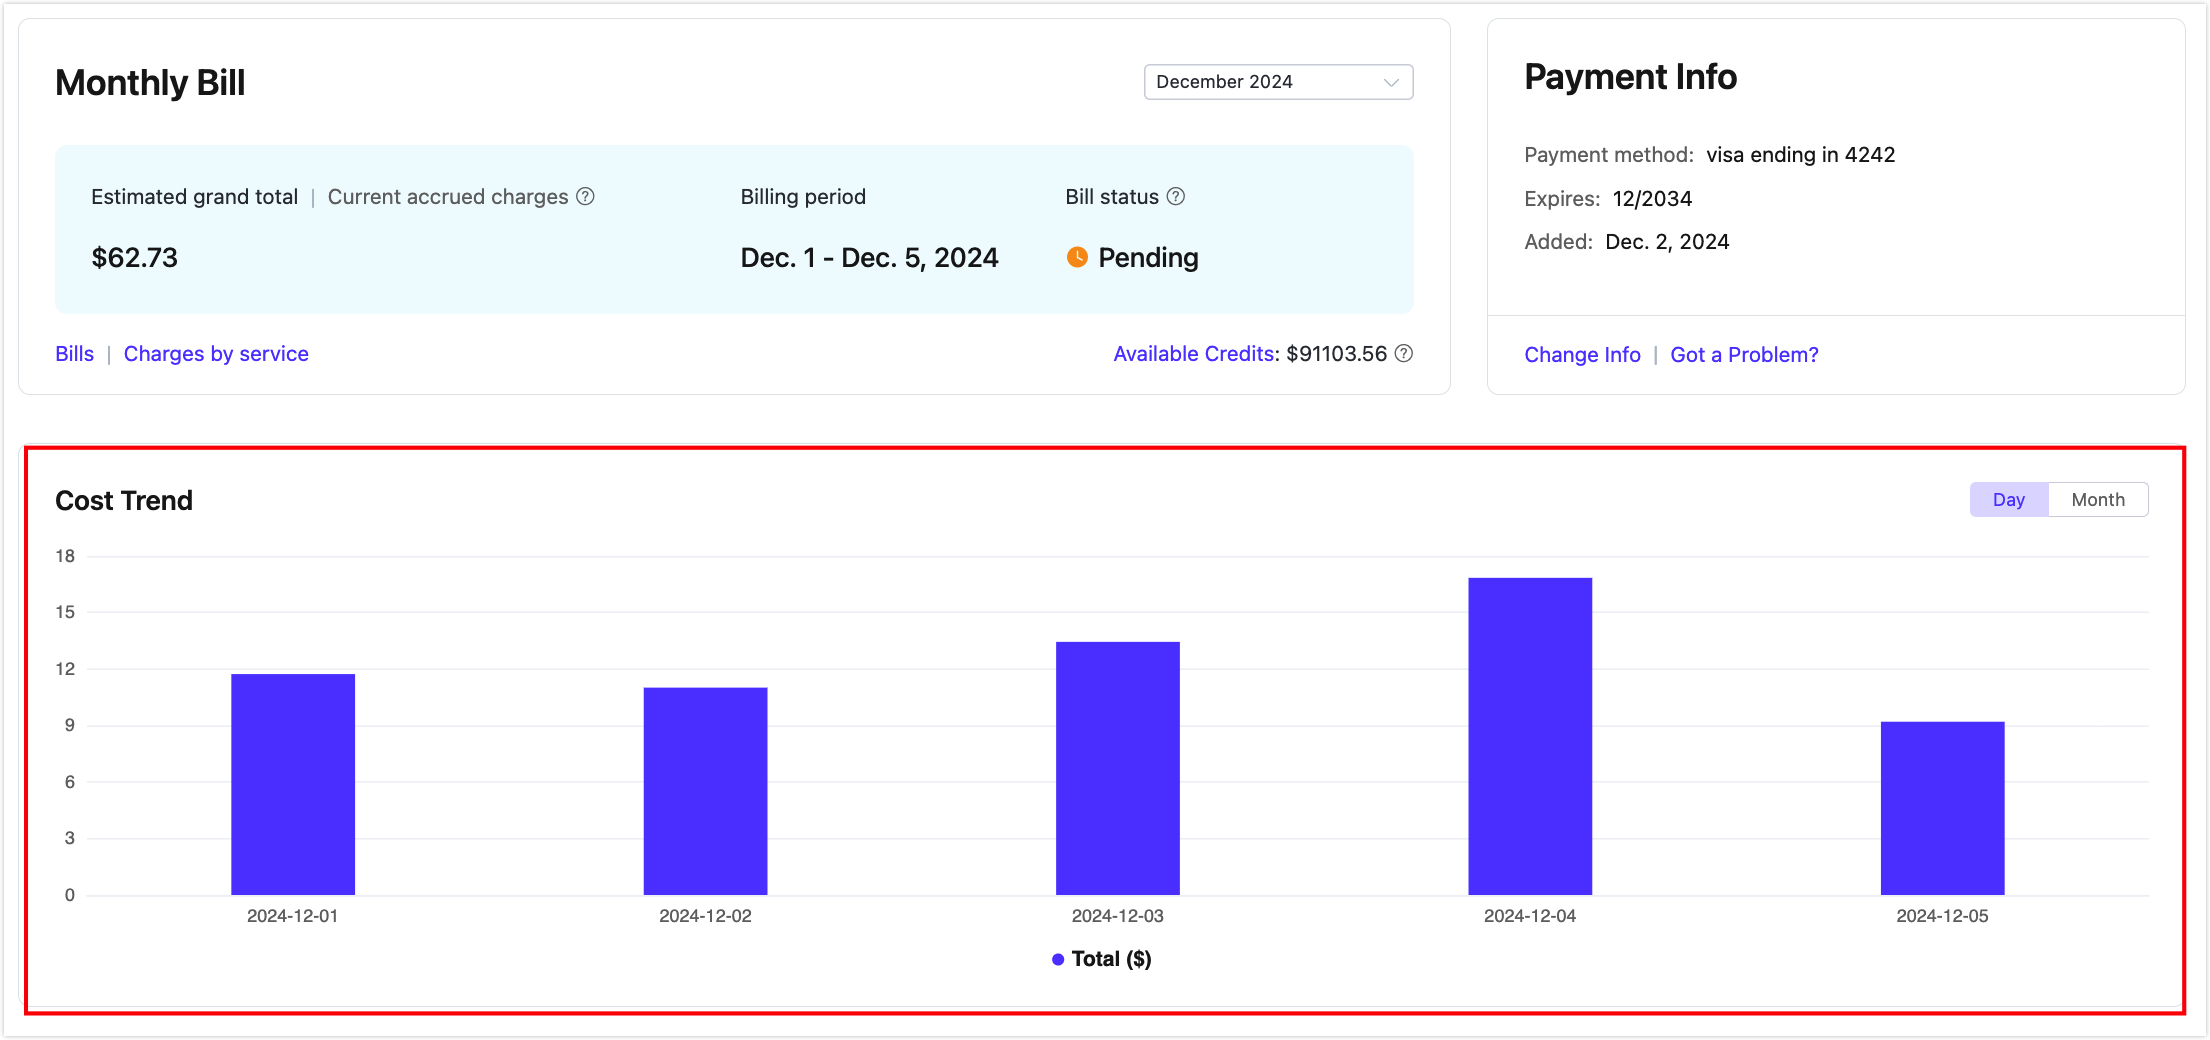 Monthly Bill
December 2024
Estimated grand total | Current accrued charges ?
$62.73
Billing period
Dec. 1 - Dec. 5, 2024
Bill status ?
Pending
Bills | Charges by service
Available Credits: $91103.56 ?
Payment Info
Payment method: visa ending in 4242
Expires: 12/2034
Added: Dec. 2, 2024
Change Info | Got a Problem?
Cost Trend
Day Month
18
15
12
9
6
3
0
2024-12-01 2024-12-02 2024-12-03 2024-12-04 2024-12-05
Total ($)